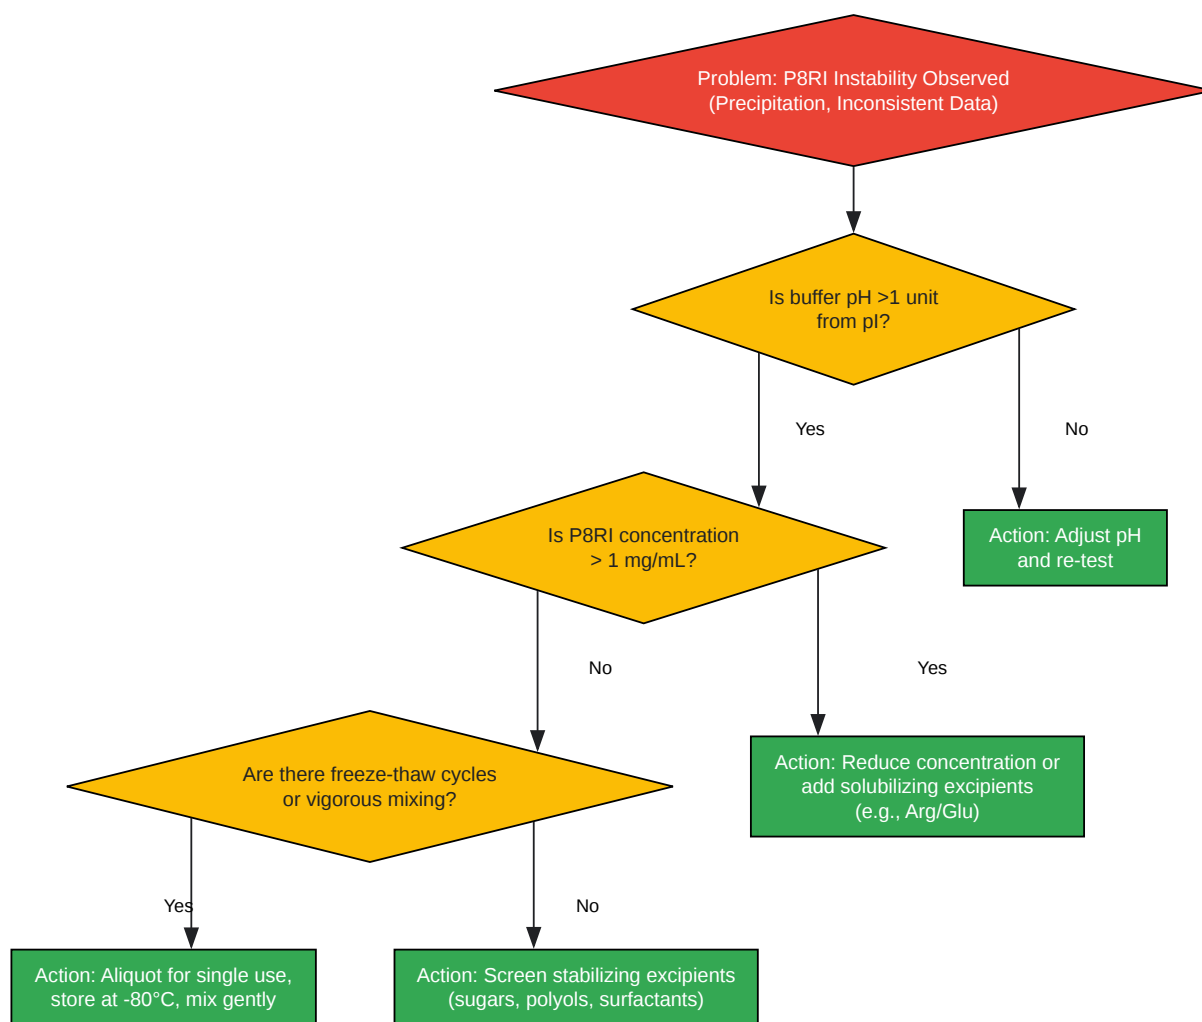 Problem: P8RI Instability Observed
(Precipitation, Inconsistent Data)
Is buffer pH >1 unit
from pI?
Yes
No
Is P8RI concentration
> 1 mg/mL?
Action: Adjust pH
and re-test
No
Yes
Are there freeze-thaw cycles
or vigorous mixing?
Action: Reduce concentration or
add solubilizing excipients
(e.g., Arg/Glu)
Yes
No
Action: Aliquot for single use,
store at -80°C, mix gently
Action: Screen stabilizing excipients
(sugars, polyols, surfactants)